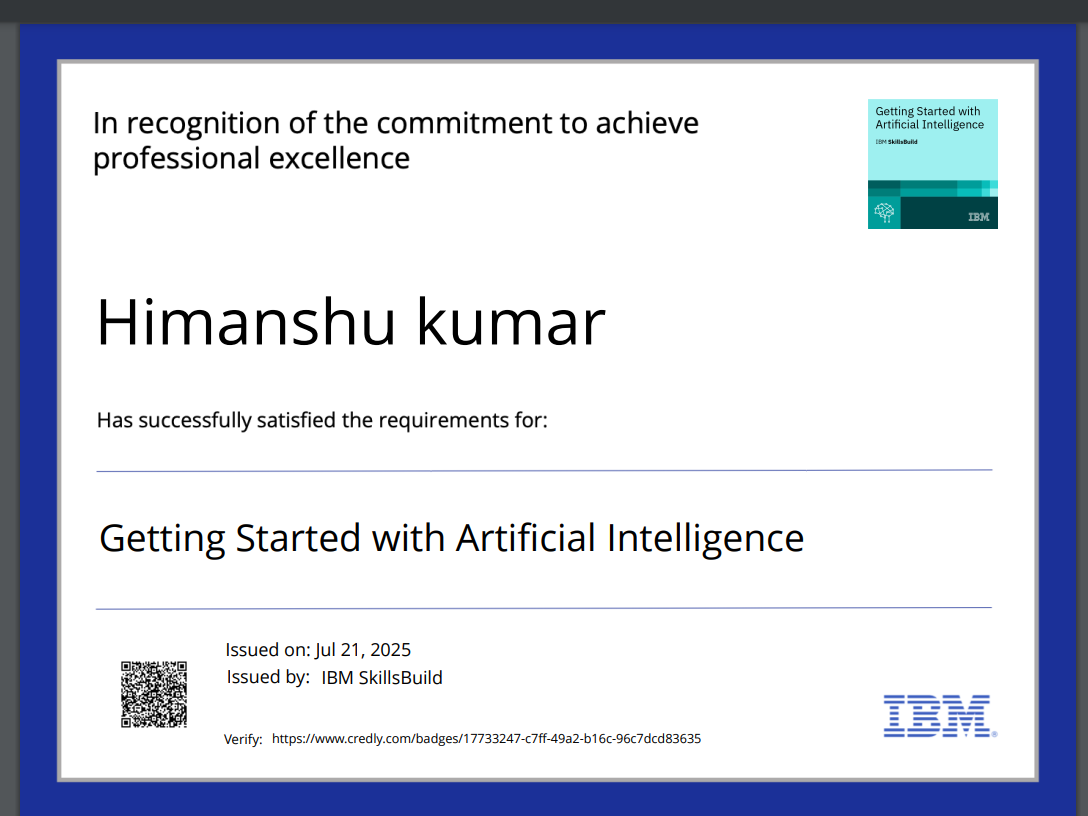 In recognition of the commitment to achieve
professional excellence
Getting Started with
Artificial Intelligence
IBM SkillsBuild
IBM
Himanshu kumar
Has successfully satisfied the requirements for:
Getting Started with Artificial Intelligence
Issued on: Jul 21, 2025
Issued by: IBM SkillsBuild
Verify: https://www.credly.com/badges/17733247-c7ff-49a2-b16c-96c7dcd83635
IBM®